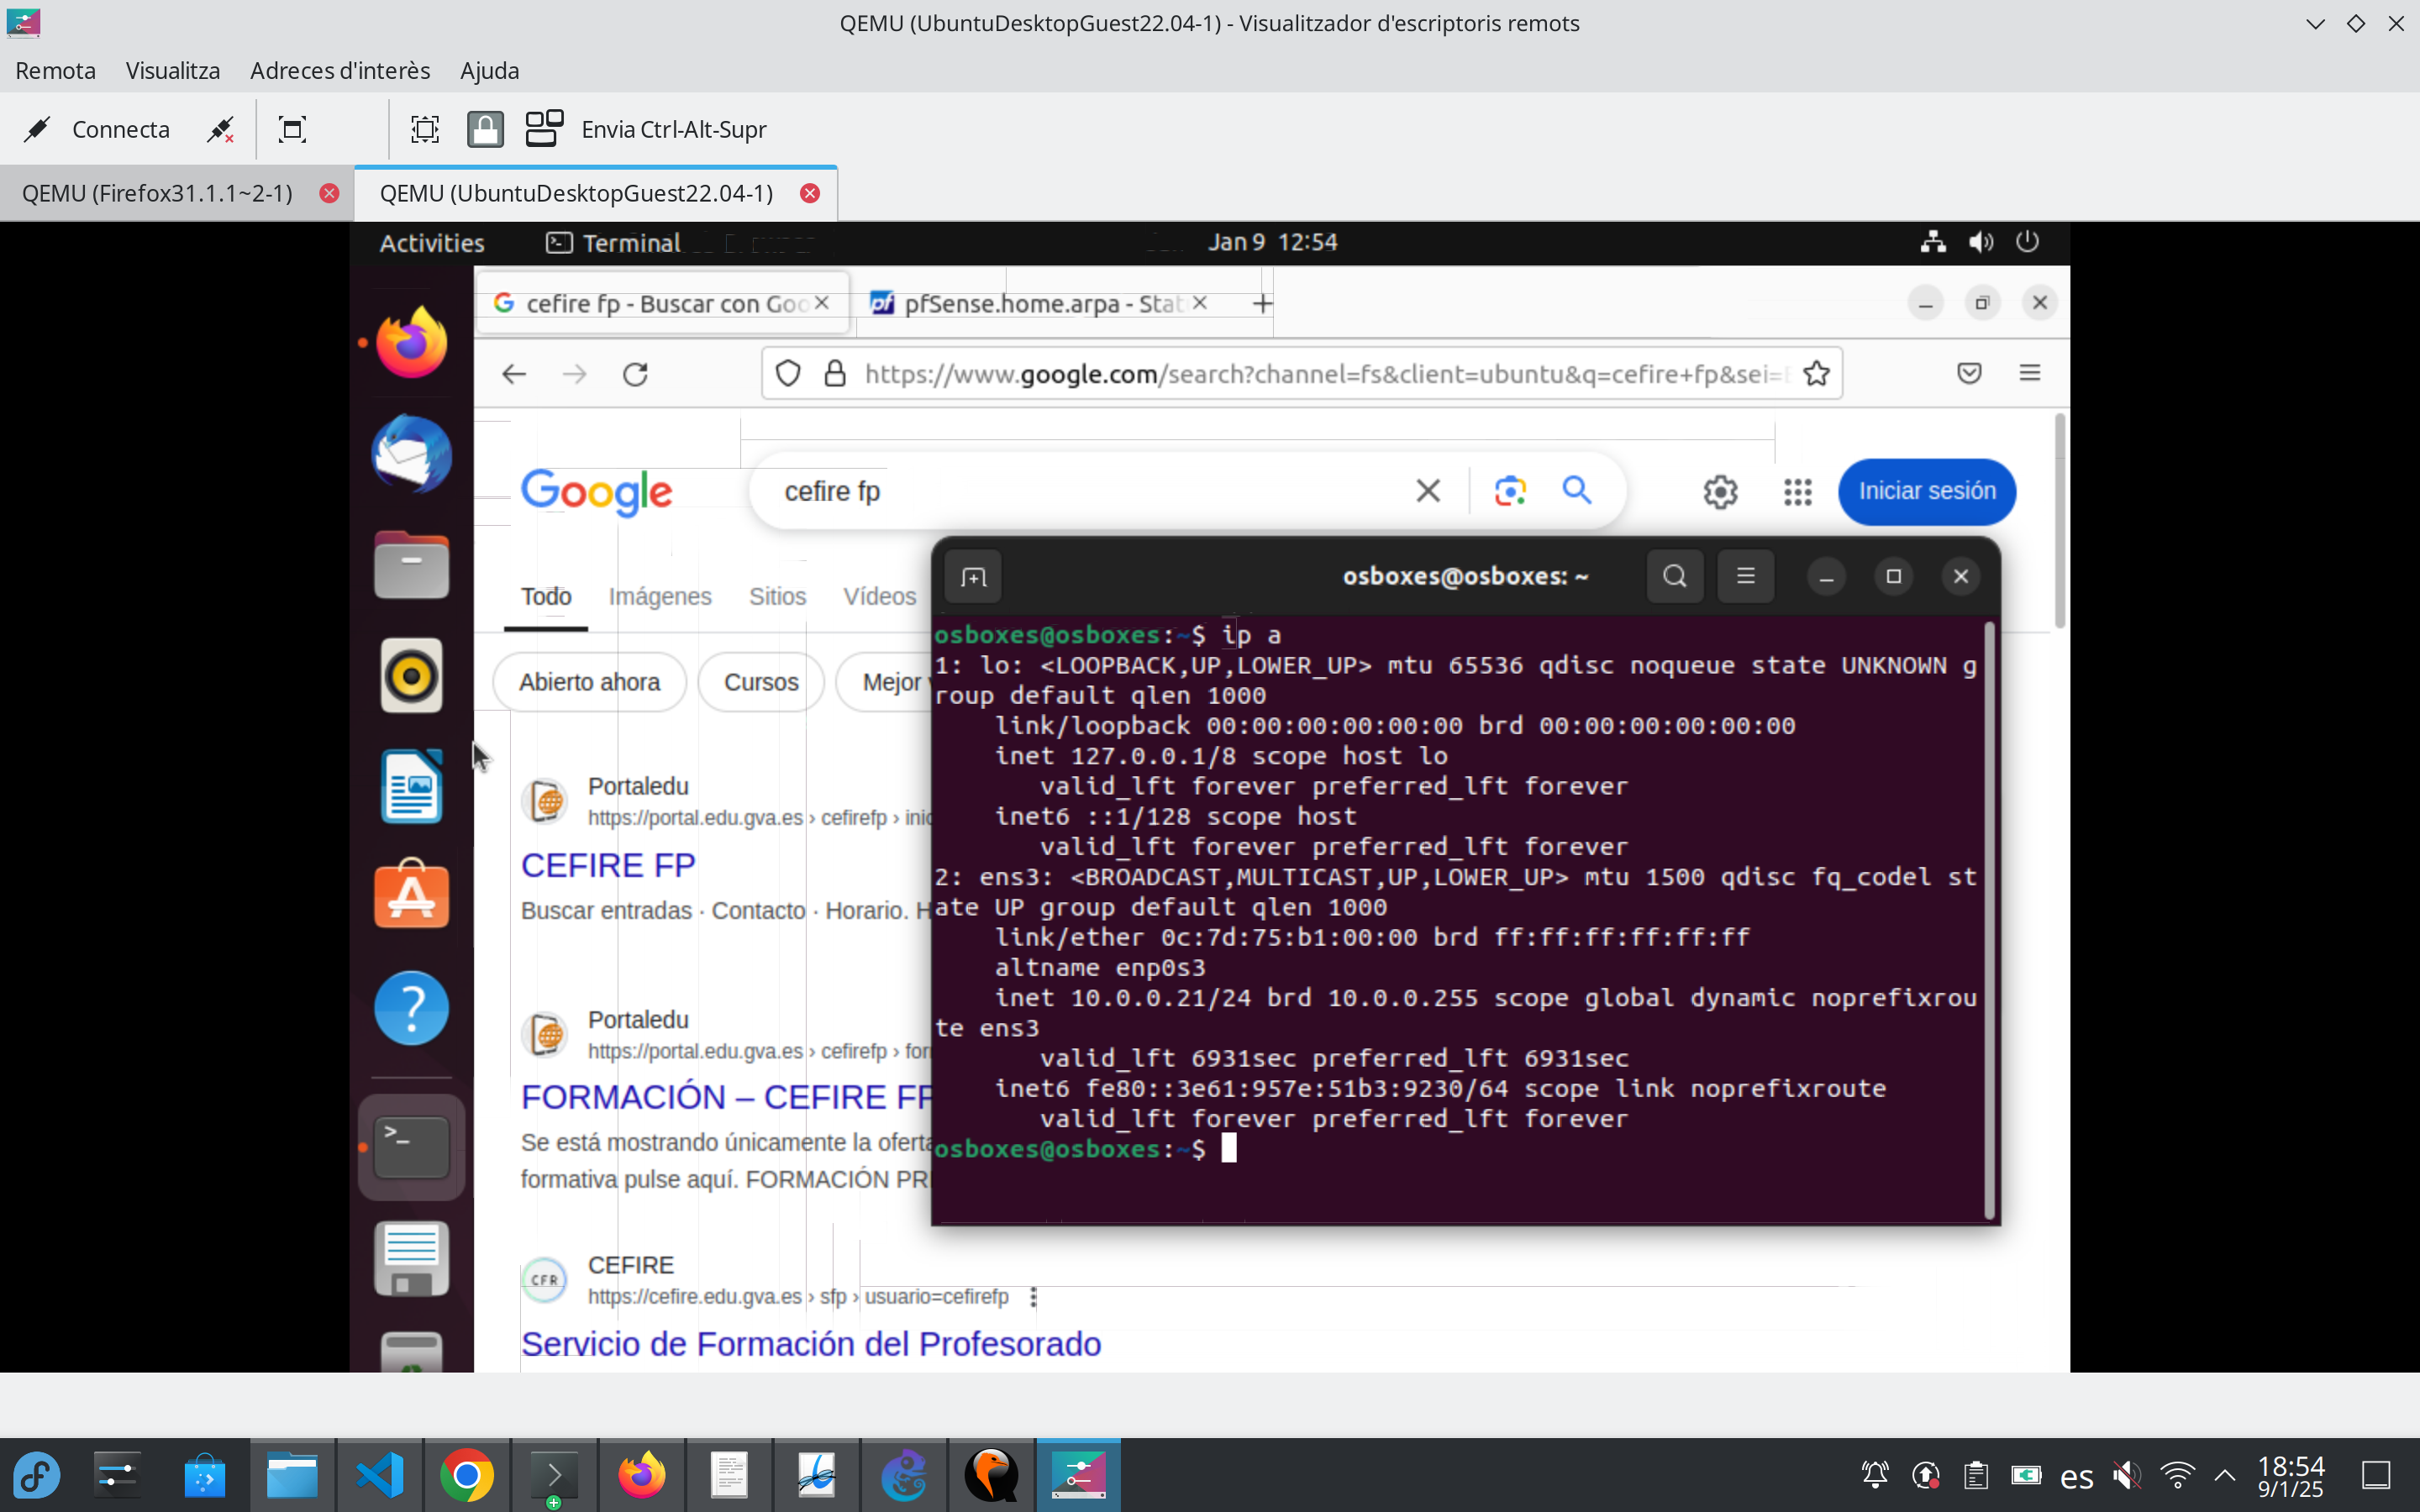 QEMU (UbuntuDesktopGuest22.04-1) - Visualitzador d'escriptoris remots
Remota Visualitza Adreces d'interès Ajuda
Connecta Envia Ctrl-Alt-Supr
QEMU (Firefox31.1.1~2-1) QEMU (UbuntuDesktopGuest22.04-1)
Activities Terminal Jan 9 12:54
cefire fp - Buscar con Goo pfSense.home.arpa - Stat
https://www.google.com/search?channel=fs&client=ubuntu&q=cefire+fp&sei=
Google cefire fp Iniciar sesión
Todo Imágenes Sitios Vídeos
Abierto ahora Cursos Mejor
Portaledu
https://portal.edu.gva.es › cefirefp › inic
CEFIRE FP
Buscar entradas · Contacto · Horario. H
Portaledu
https://portal.edu.gva.es › cefirefp › for
FORMACIÓN – CEFIRE FP
Se está mostrando únicamente la oferta
formativa pulse aquí. FORMACIÓN PR
CFR
CEFIRE
https://cefire.edu.gva.es › sfp › usuario=cefirefp
Servicio de Formación del Profesorado
osboxes@osboxes: ~
osboxes@osboxes:~$ ip a
1: lo: <LOOPBACK,UP,LOWER_UP> mtu 65536 qdisc noqueue state UNKNOWN g
roup default qlen 1000
link/loopback 00:00:00:00:00:00 brd 00:00:00:00:00:00
inet 127.0.0.1/8 scope host lo
valid_lft forever preferred_lft forever
inet6 ::1/128 scope host
valid_lft forever preferred_lft forever
2: ens3: <BROADCAST,MULTICAST,UP,LOWER_UP> mtu 1500 qdisc fq_codel st
ate UP group default qlen 1000
link/ether 0c:7d:75:b1:00:00 brd ff:ff:ff:ff:ff:ff
altname enp0s3
inet 10.0.0.21/24 brd 10.0.0.255 scope global dynamic noprefixrou
te ens3
valid_lft 6931sec preferred_lft 6931sec
inet6 fe80::3e61:957e:51b3:9230/64 scope link noprefixroute
valid_lft forever preferred_lft forever
osboxes@osboxes:~$
es 18:54
9/1/25